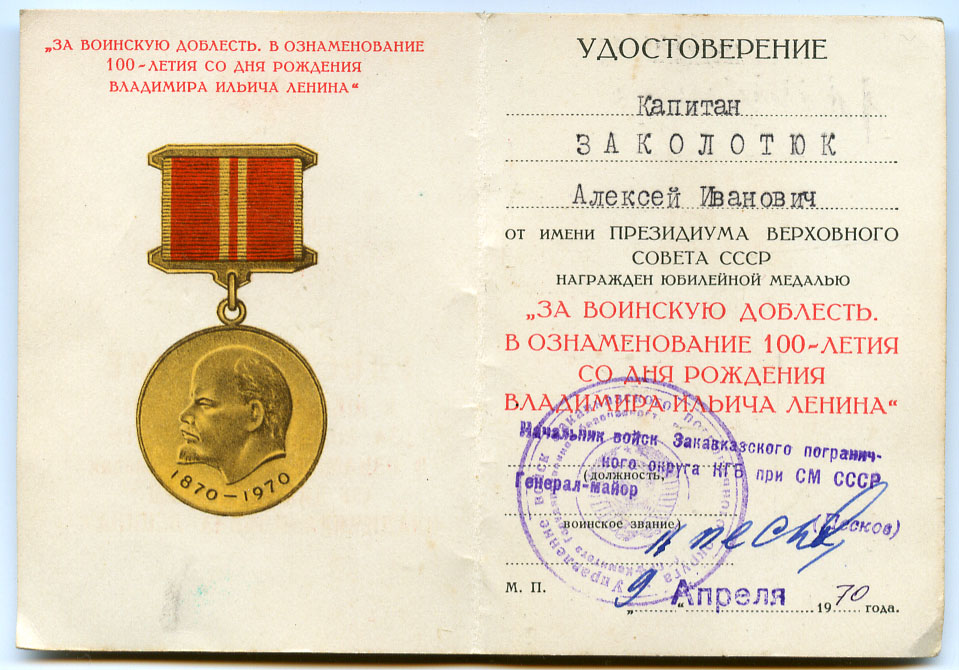 „ЗА ВОИНСКУЮ ДОБЛЕСТЬ. В ОЗНАМЕНОВАНИЕ
100-ЛЕТИЯ СО ДНЯ РОЖДЕНИЯ
ВЛАДИМИРА ИЛЬИЧА ЛЕНИНА“
1870–1970
УДОСТОВЕРЕНИЕ
Капитан
ЗАКОЛОТЮК
Алексей Иванович
ОТ ИМЕНИ ПРЕЗИДИУМА ВЕРХОВНОГО
СОВЕТА СССР
НАГРАЖДЕН ЮБИЛЕЙНОЙ МЕДАЛЬЮ
„ЗА ВОИНСКУЮ ДОБЛЕСТЬ.
В ОЗНАМЕНОВАНИЕ 100-ЛЕТИЯ
СО ДНЯ РОЖДЕНИЯ
ВЛАДИМИРА ИЛЬИЧА ЛЕНИНА“
Начальник войск Закавказского погранич-
ного округа КГБ при СМ СССР
(должность,
Генерал-майор
воинское звание)
(Песков)
М. П.
„9“ Апреля 1970 года.